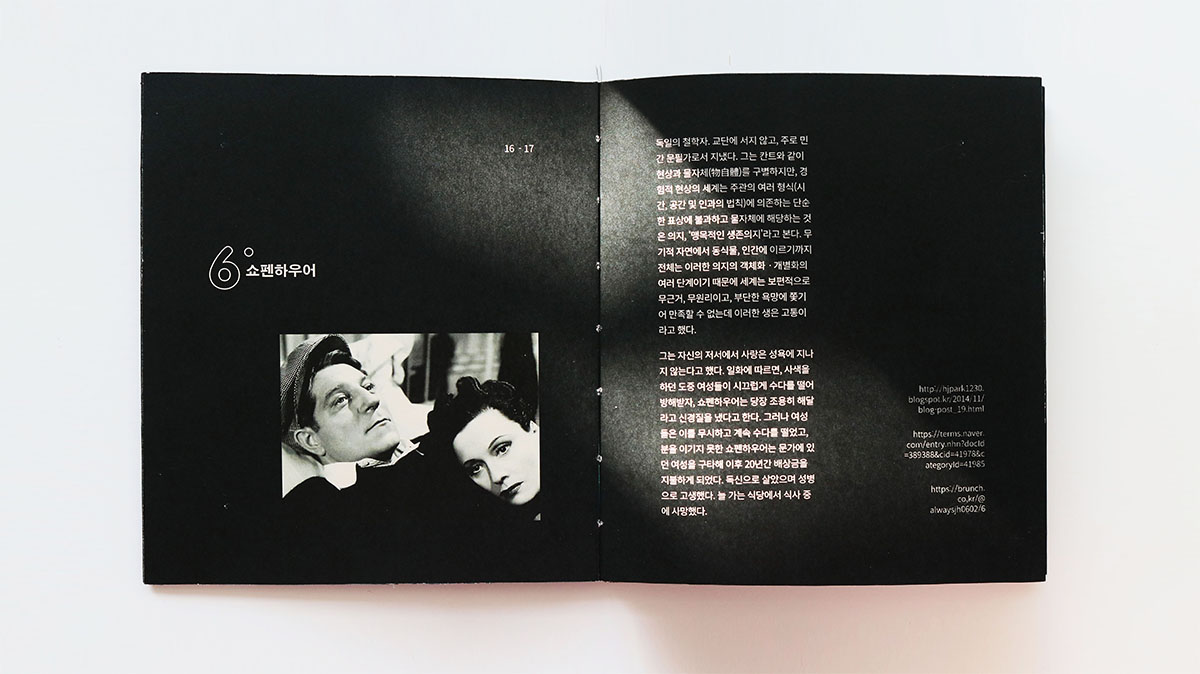 16 - 17
6°
쇼펜하우어
독일의 철학자. 교단에 서지 않고, 주로 민
간 문필가로서 지냈다. 그는 칸트와 같이
현상과 물자체(物自體)를 구별하지만, 경
험적 현상의 세계는 주관의 여러 형식(시
간, 공간 및 인과의 법칙)에 의존하는 단순
한 표상에 불과하고 물자체에 해당하는 것
은 의지, '맹목적인 생존의지'라고 본다. 무
기적 자연에서 동식물, 인간에 이르기까지
전체는 이러한 의지의 객체화 · 개별화의
여러 단계이기 때문에 세계는 보편적으로
무근거, 무원리이고, 부단한 욕망에 쫓기
어 만족할 수 없는데 이러한 생은 고통이
라고 했다.
그는 자신의 저서에서 사랑은 성욕에 지나
지 않는다고 했다. 일화에 따르면, 사색을
하던 도중 여성들이 시끄럽게 수다를 떨어
방해받자, 쇼펜하우어는 당장 조용히 해달
라고 신경질을 냈다고 한다. 그러나 여성
들은 이를 무시하고 계속 수다를 떨었고,
분을 이기지 못한 쇼펜하우어는 문가에 있
던 여성을 구타해 이후 20년간 배상금을
지불하게 되었다. 독신으로 살았으며 성병
으로 고생했다. 늘 가는 식당에서 식사 중
에 사망했다.
http://hjpark1230.
blogspot.kr/2014/11/
blog-post_19.html
https://terms.naver.
com/entry.nhn?docId
=389388&cid=41978&c
ategoryId=41985
https://brunch.
co.kr/@
alwaysjh0602/6